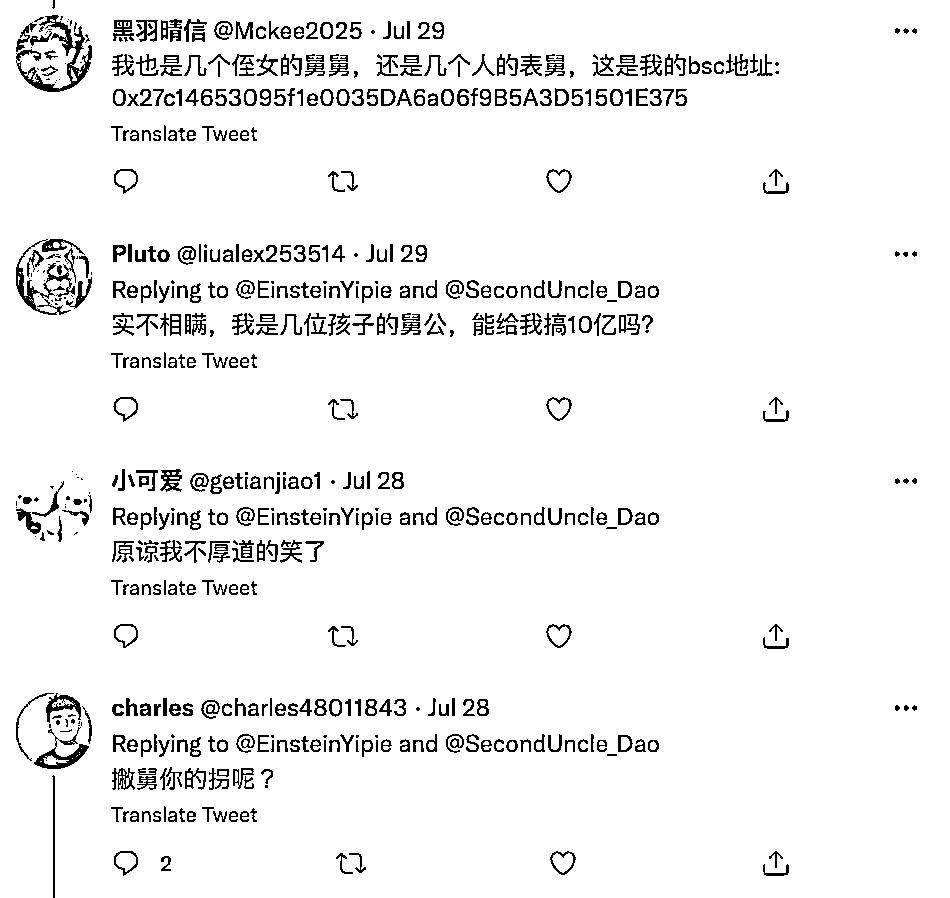 黑羽晴信 @Mckee2025 · Jul 29
我也是几个侄女的舅舅，还是几个人的表舅，这是我的bsc地址:
0x27c14653095f1e0035DA6a06f9B5A3D51501E375
Translate Tweet
Pluto @liualex253514 · Jul 29
Replying to @EinsteinYipie and @SecondUncle_Dao
实不相瞒，我是几位孩子的舅公，能给我搞10亿吗?
Translate Tweet
小可爱 @getianjiao1 · Jul 28
Replying to @EinsteinYipie and @SecondUncle_Dao
原谅我不厚道的笑了
Translate Tweet
charles @charles48011843 · Jul 28
Replying to @EinsteinYipie and @SecondUncle_Dao
撇舅你的拐呢？
Translate Tweet
2